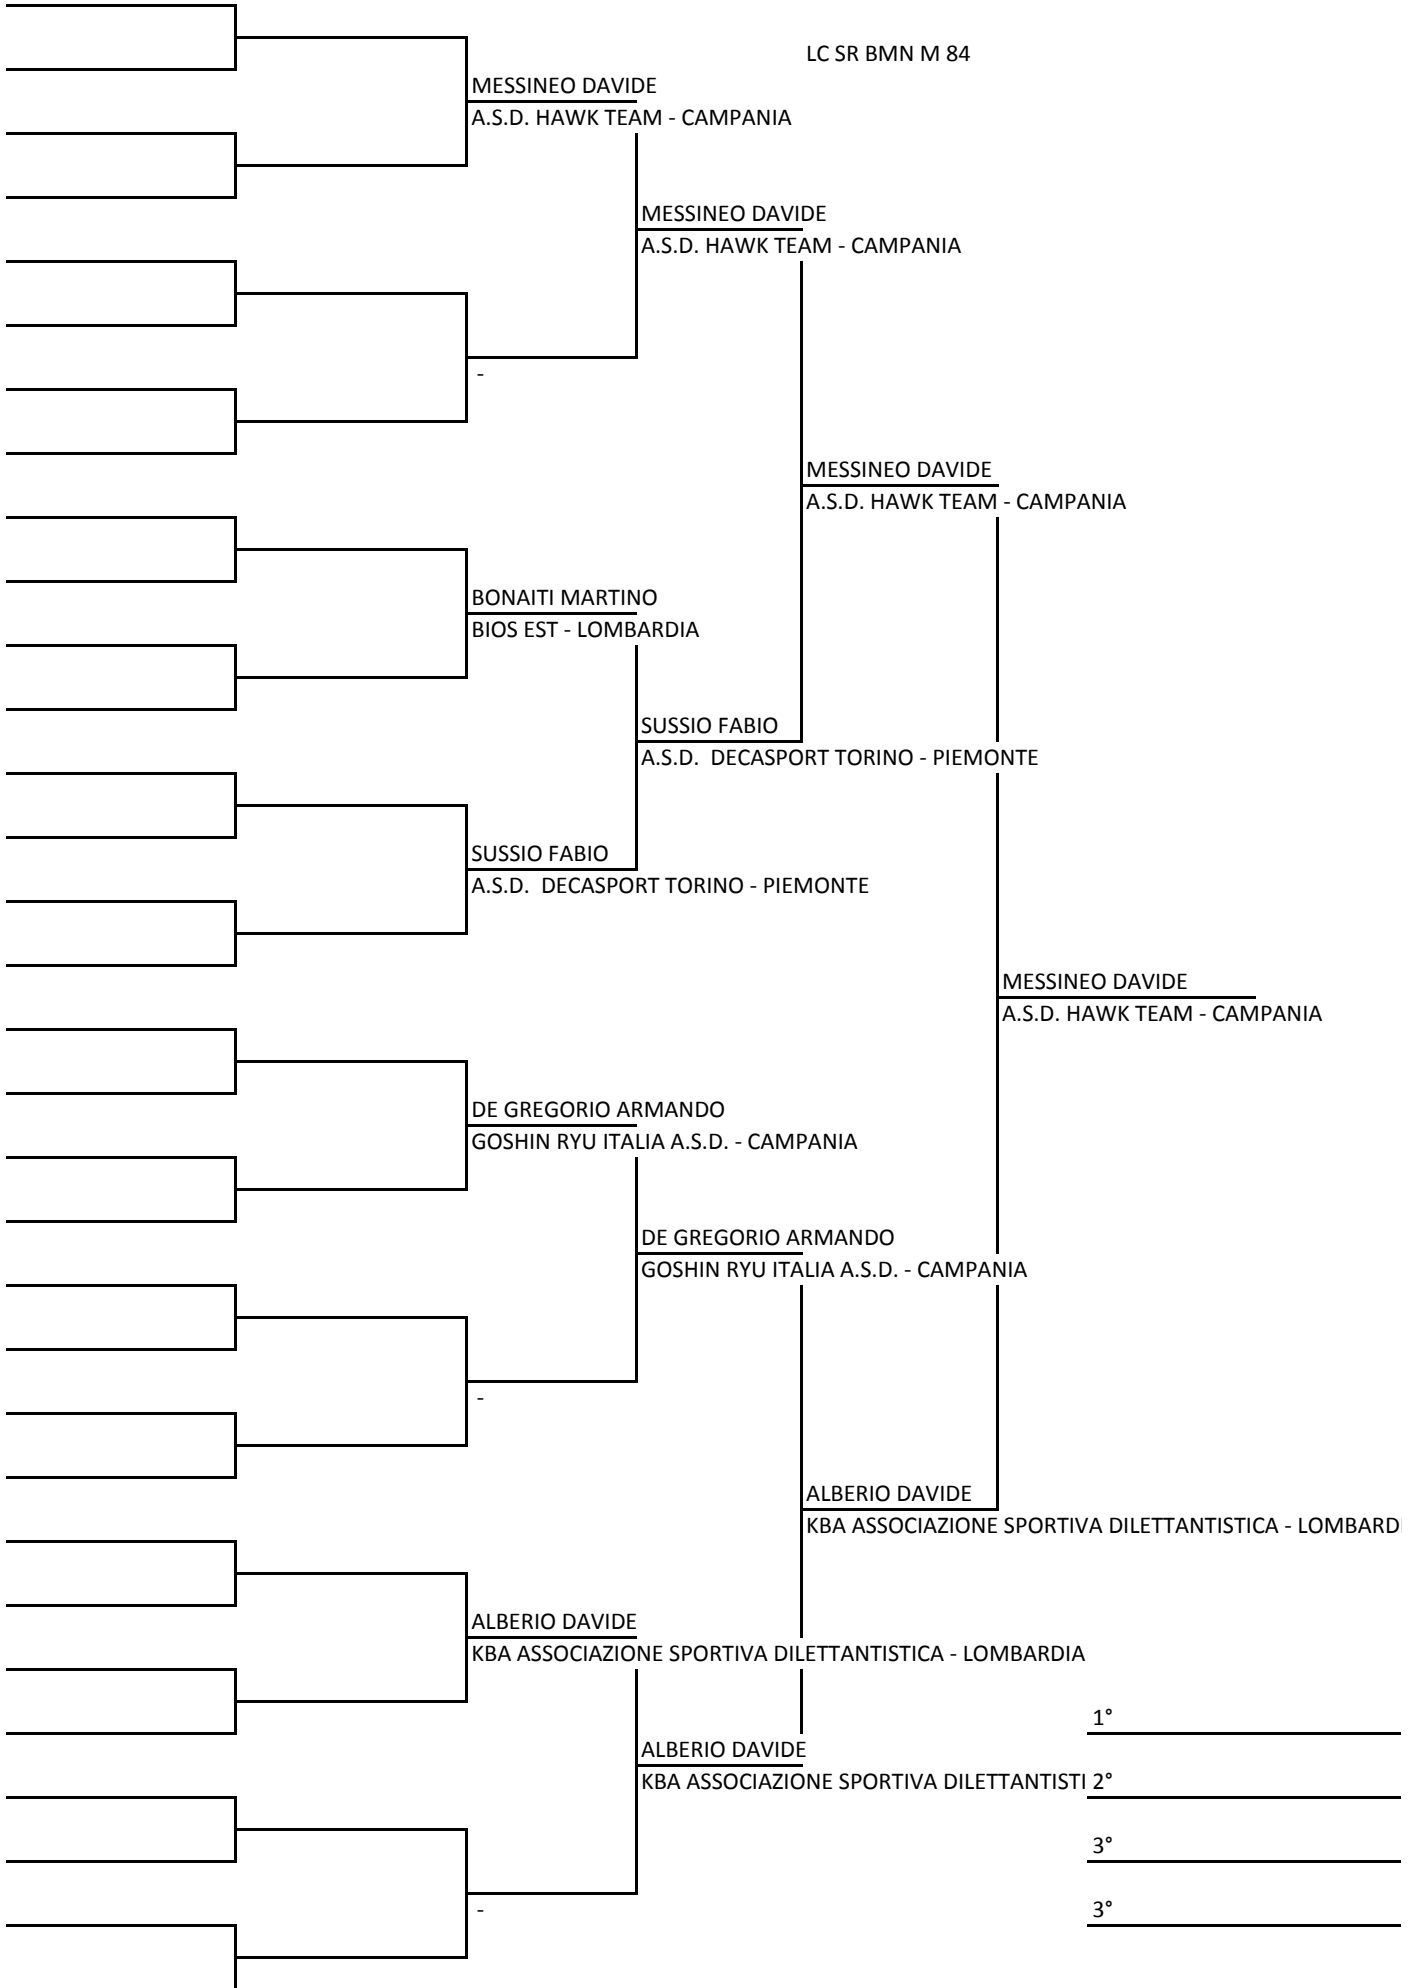 LC SR BMN M 84
MESSINEO DAVIDE
A.S.D. HAWK TEAM - CAMPANIA
MESSINEO DAVIDE
A.S.D. HAWK TEAM - CAMPANIA
-
MESSINEO DAVIDE
A.S.D. HAWK TEAM - CAMPANIA
BONAITI MARTINO
BIOS EST - LOMBARDIA
SUSSIO FABIO
A.S.D.  DECASPORT TORINO - PIEMONTE
SUSSIO FABIO
A.S.D.  DECASPORT TORINO - PIEMONTE
MESSINEO DAVIDE
A.S.D. HAWK TEAM - CAMPANIA
DE GREGORIO ARMANDO
GOSHIN RYU ITALIA A.S.D. - CAMPANIA
DE GREGORIO ARMANDO
GOSHIN RYU ITALIA A.S.D. - CAMPANIA
-
ALBERIO DAVIDE
KBA ASSOCIAZIONE SPORTIVA DILETTANTISTICA - LOMBARDI
ALBERIO DAVIDE
KBA ASSOCIAZIONE SPORTIVA DILETTANTISTICA - LOMBARDIA
1°
ALBERIO DAVIDE
KBA ASSOCIAZIONE SPORTIVA DILETTANTISTI 2°
3°
-
3°